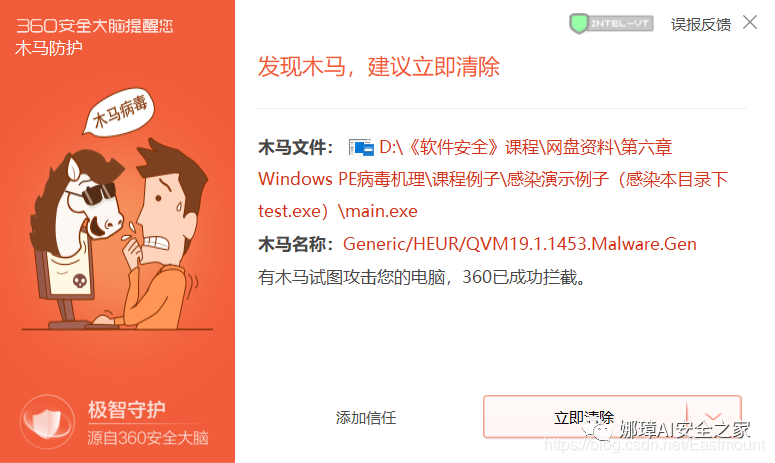 360安全大脑提醒您
木马防护
INTEL-VT
误报反馈
木马病毒
发现木马，建议立即清除
木马文件： D:\《软件安全》课程\网盘资料\第六章
Windows PE病毒机理\课程例子\感染演示例子（感染本目录下
test.exe）\main.exe
木马名称：Generic/HEUR/QVM19.1.1453.Malware.Gen
有木马试图攻击您的电脑，360已成功拦截。
极智守护
源自360安全大脑
添加信任
立即清除
娜璋AI安全之家
https://blog.csdn.net/Eastmount